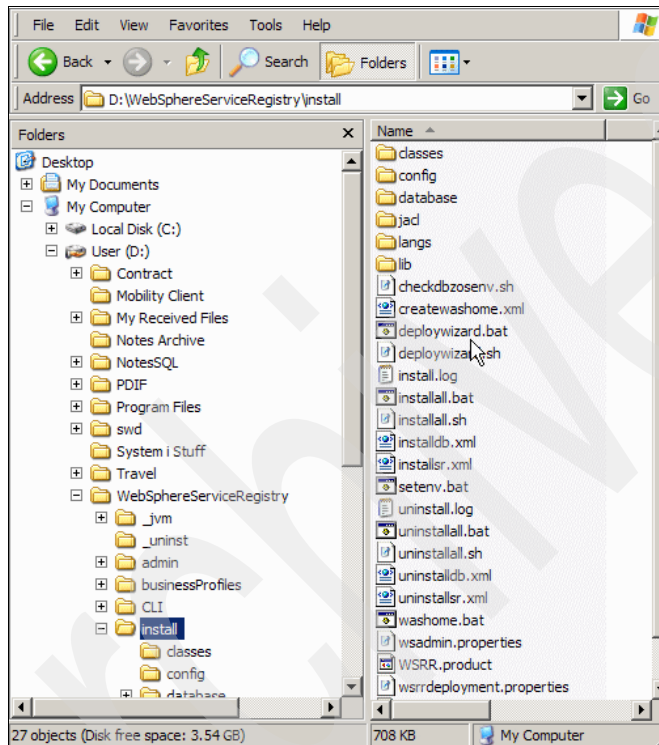 File Edit View Favorites Tools Help
Back Search Folders
Address D:\WebSphereServiceRegistry\install Go
Folders x
Desktop
My Documents
My Computer
Local Disk (C:)
User (D:)
Contract
Mobility Client
My Received Files
Notes Archive
NotesSQL
PDIF
Program Files
swd
System i Stuff
Travel
WebSphereServiceRegistry
_jvm
_uninst
admin
businessProfiles
CLI
install
classes
config
database
Name
classes
config
database
jacl
langs
lib
checkdbzosenv.sh
createwashome.xml
deploywizard.bat
deploywizard.sh
install.log
installall.bat
installall.sh
installdb.xml
installsr.xml
setenv.bat
uninstall.log
uninstallall.bat
uninstallall.sh
uninstalldb.xml
uninstallsr.xml
washome.bat
wsadmin.properties
WSRR.product
wsrrdeployment.properties
27 objects (Disk free space: 3.54 GB) 708 KB My Computer